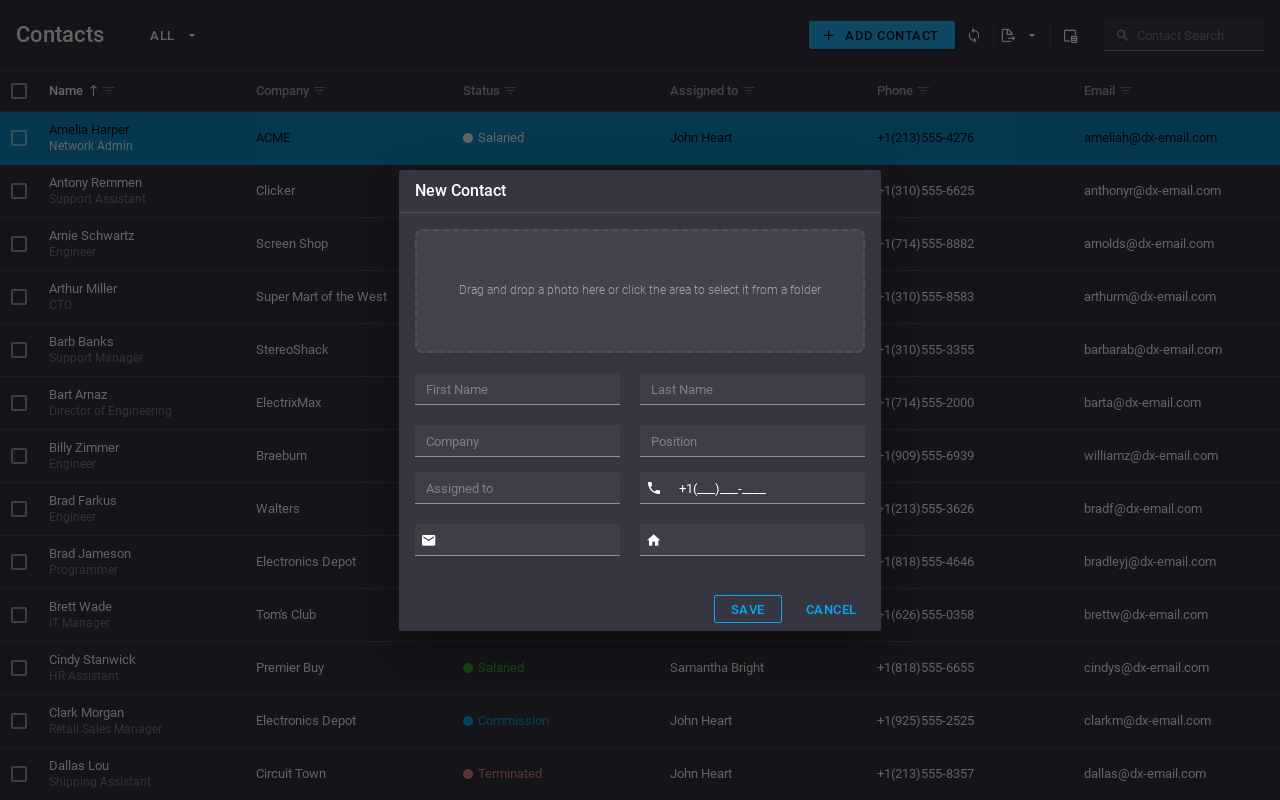 Contacts
ALL
ADD CONTACT
Contact Search
Name
Company
Status
Assigned to
Phone
Email
Amelia Harper
Network Admin
ACME
Salaried
John Heart
+1(213)555-4276
ameliah@dx-email.com
Antony Remmen
Support Assistant
Clicker
+1(310)555-6625
anthonyr@dx-email.com
Arnie Schwartz
Engineer
Screen Shop
+1(714)555-8882
arnolds@dx-email.com
Arthur Miller
CTO
Super Mart of the West
+1(310)555-8583
arthurm@dx-email.com
Barb Banks
Support Manager
StereoShack
+1(310)555-3355
barbarab@dx-email.com
Bart Arnaz
Director of Engineering
ElectrixMax
+1(714)555-2000
barta@dx-email.com
Billy Zimmer
Engineer
Braeburn
+1(909)555-6939
williamz@dx-email.com
Brad Farkus
Engineer
Walters
+1(213)555-3626
bradf@dx-email.com
Brad Jameson
Programmer
Electronics Depot
+1(818)555-4646
bradleyj@dx-email.com
Brett Wade
IT Manager
Tom's Club
+1(626)555-0358
brettw@dx-email.com
Cindy Stanwick
HR Assistant
Premier Buy
Salaried
Samantha Bright
+1(818)555-6655
cindys@dx-email.com
Clark Morgan
Retail Sales Manager
Electronics Depot
Commission
John Heart
+1(925)555-2525
clarkm@dx-email.com
Dallas Lou
Shipping Assistant
Circuit Town
Terminated
John Heart
+1(213)555-8357
dallas@dx-email.com
New Contact
Drag and drop a photo here or click the area to select it from a folder
First Name
Last Name
Company
Position
Assigned to
+1(___)___-____
SAVE
CANCEL